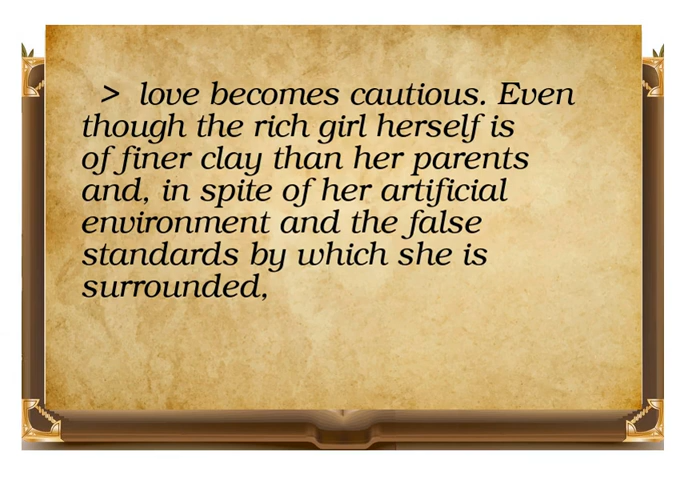 > love becomes cautious. Even
though the rich girl herself is
of finer clay than her parents
and, in spite of her artificial
environment and the false
standards by which she is
surrounded,